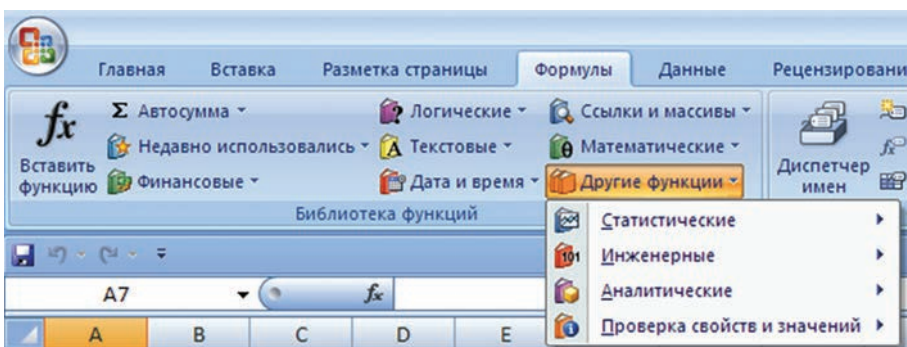 Главная Вставка Разметка страницы Формулы Данные Рецензировани
fx Вставить функцию
Σ Автосумма
Недавно использовались
Финансовые
Логические
Текстовые
Дата и время
Ссылки и массивы
Математические
Другие функции
Диспетчер имен
Библиотека функций
Статистические
Инженерные
101
Аналитические
Проверка свойств и значений
A7 fx
A B C D E